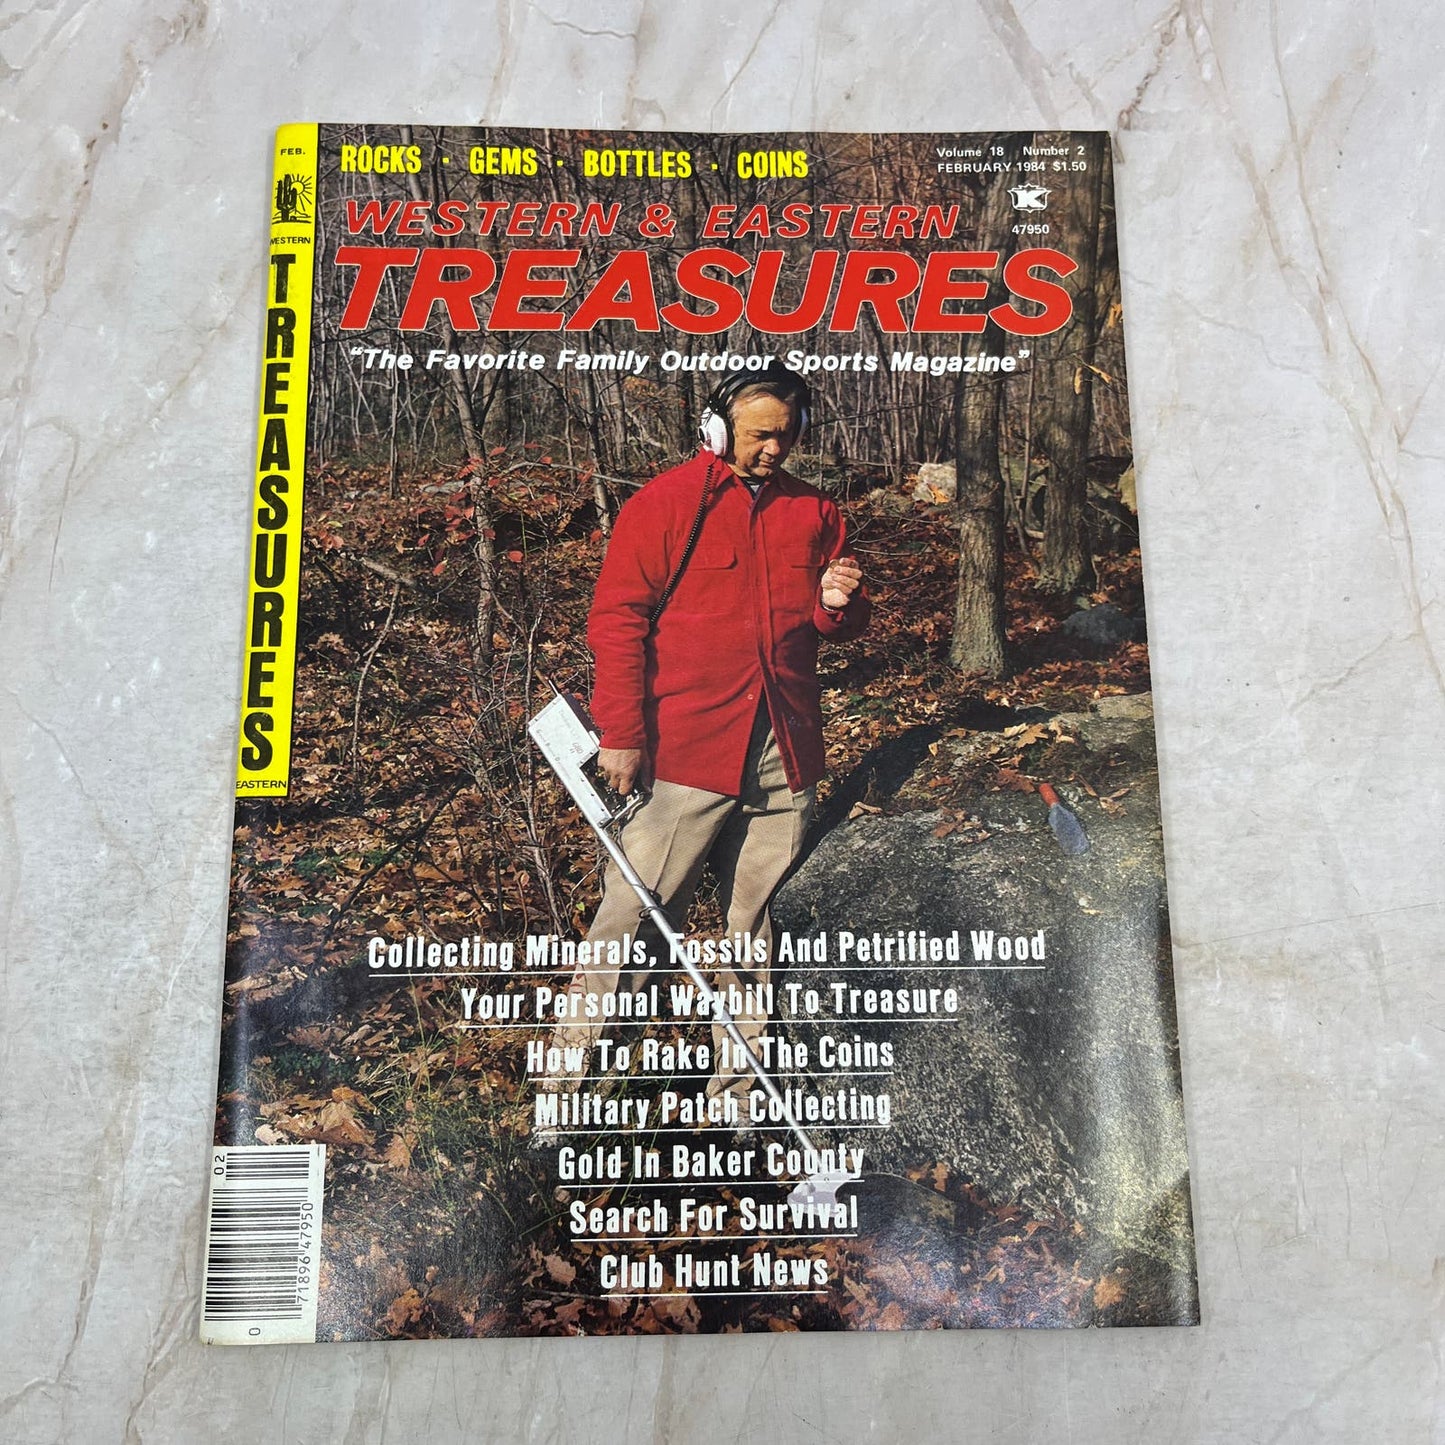 FEB.
WESTERN
TREASURES
EASTERN
ROCKS · GEMS · BOTTLES · COINS
Volume 18 Number 2
FEBRUARY 1984 $1.50
K
47950
WESTERN & EASTERN
TREASURES
"The Favorite Family Outdoor Sports Magazine"
Collecting Minerals, Fossils And Petrified Wood
Your Personal Waybill To Treasure
How To Rake In The Coins
Military Patch Collecting
Gold In Baker County
Search For Survival
Club Hunt News
02
71896 47950
0